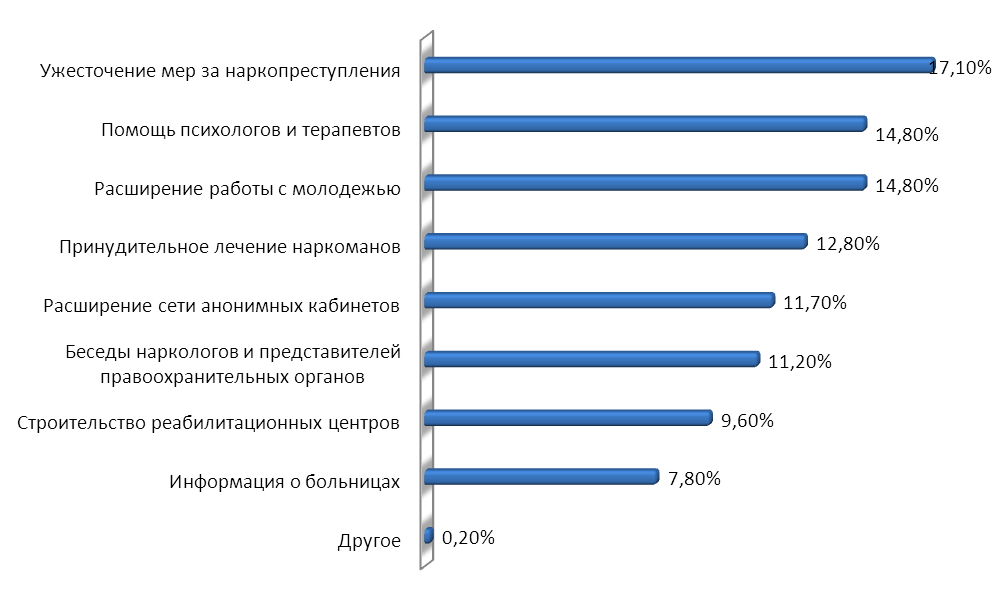 Ужесточение мер за наркопреступления 17,10%
Помощь психологов и терапевтов 14,80%
Расширение работы с молодежью 14,80%
Принудительное лечение наркоманов 12,80%
Расширение сети анонимных кабинетов 11,70%
Беседы наркологов и представителей
правоохранительных органов 11,20%
Строительство реабилитационных центров 9,60%
Информация о больницах 7,80%
Другое 0,20%